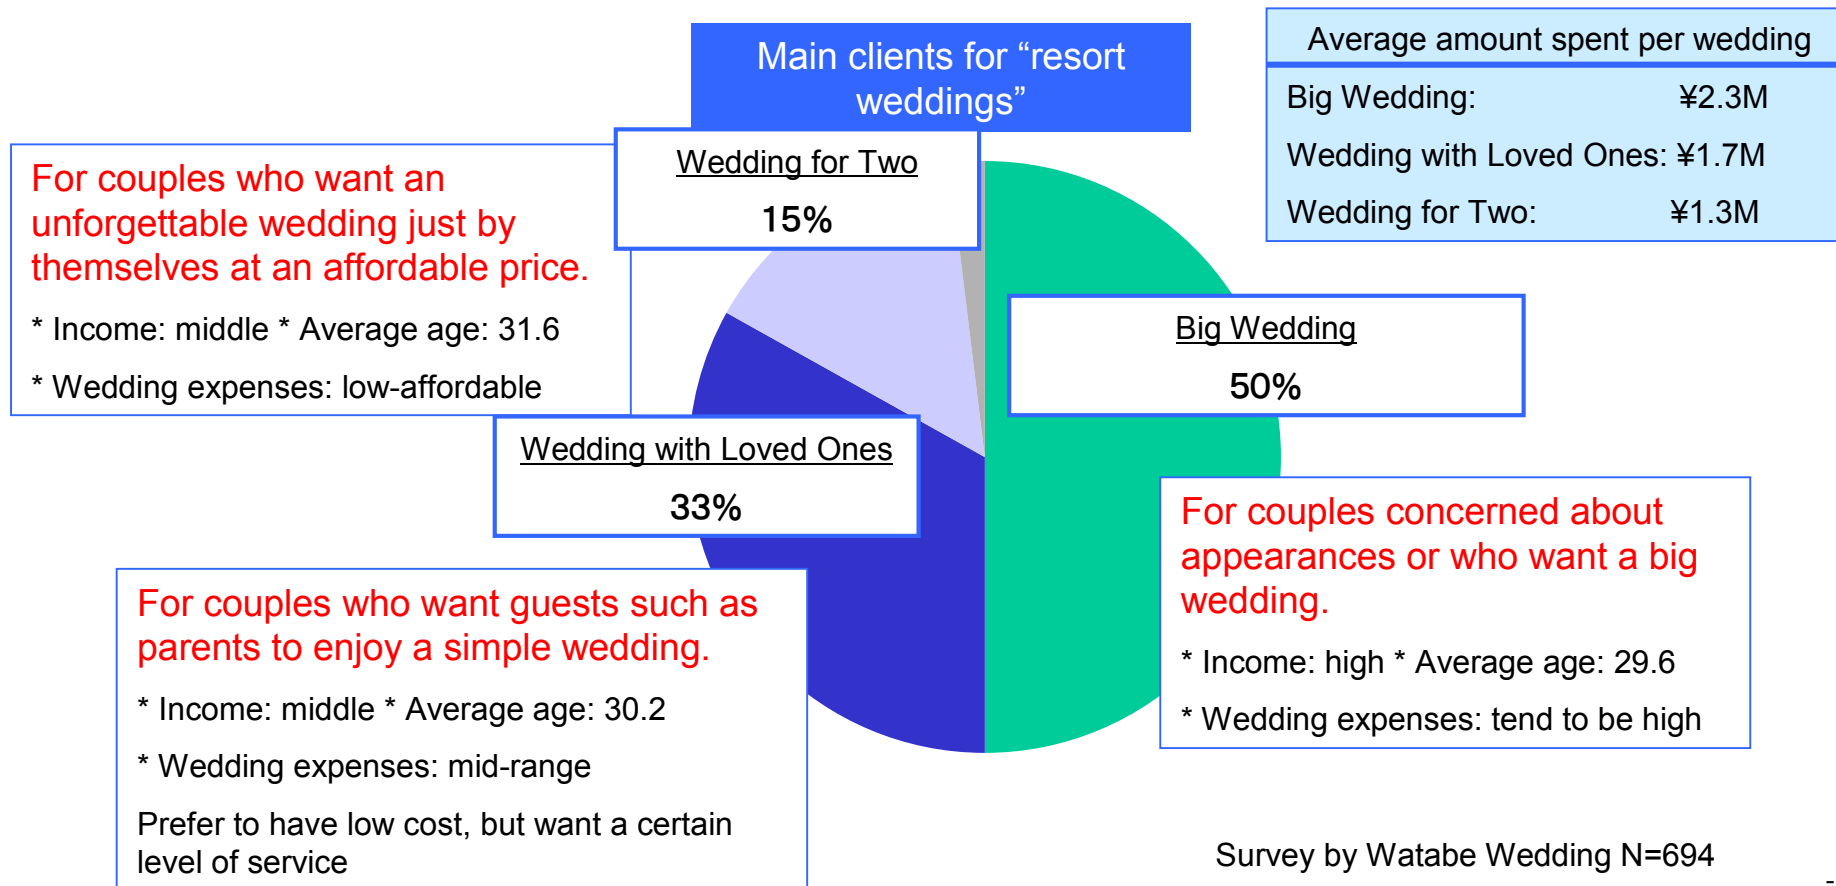 Main clients for “resort
weddings”
Average amount spent per wedding
Big Wedding: ¥2.3M
Wedding with Loved Ones: ¥1.7M
Wedding for Two: ¥1.3M
Wedding for Two
15%
For couples who want an
unforgettable wedding just by
themselves at an affordable price.
* Income: middle * Average age: 31.6
* Wedding expenses: low-affordable
Big Wedding
50%
Wedding with Loved Ones
33%
For couples concerned about
appearances or who want a big
wedding.
* Income: high * Average age: 29.6
* Wedding expenses: tend to be high
For couples who want guests such as
parents to enjoy a simple wedding.
* Income: middle * Average age: 30.2
* Wedding expenses: mid-range
Prefer to have low cost, but want a certain
level of service
Survey by Watabe Wedding N=694